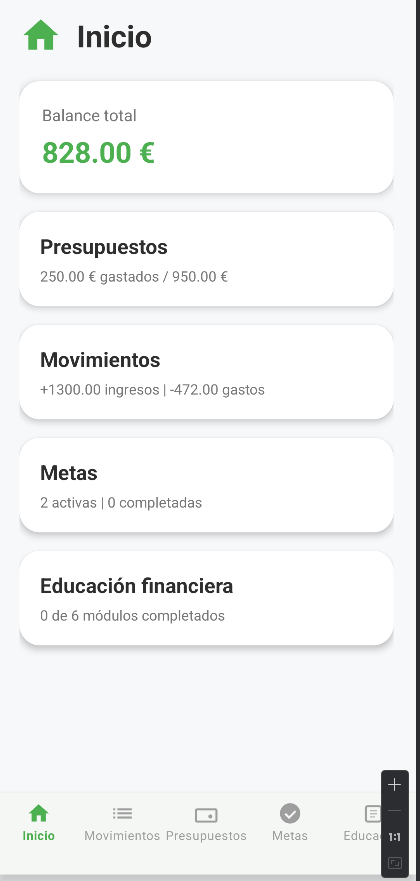 Inicio
Balance total
828.00 €
Presupuestos
250.00 € gastados / 950.00 €
Movimientos
+1300.00 ingresos | -472.00 gastos
Metas
2 activas | 0 completadas
Educación financiera
0 de 6 módulos completados
Inicio Movimientos Presupuestos Metas Educac
1:1